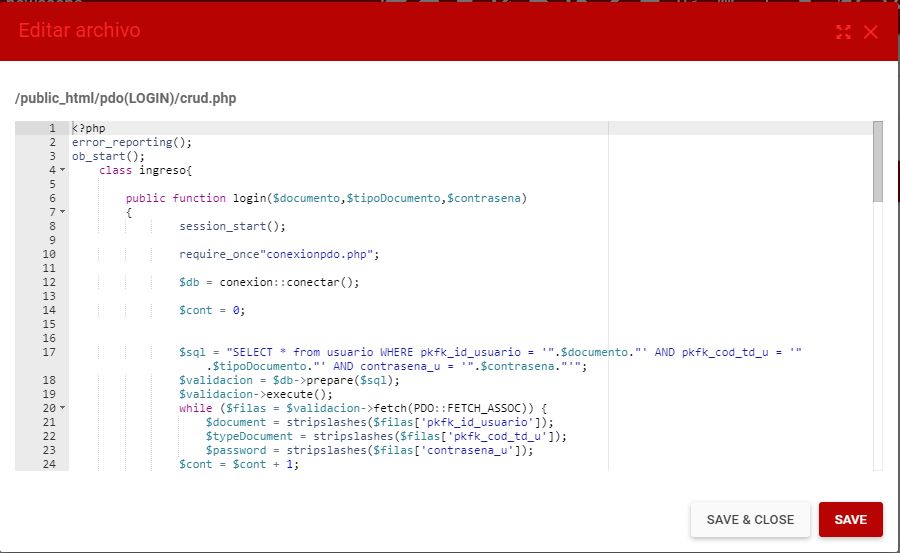 Editar archivo
/public_html/pdo(LOGIN)/crud.php
1 <?php
2 error_reporting();
3 ob_start();
4 class ingreso{
5
6 public function login($documento,$tipoDocumento,$contrasena)
7 {
8 session_start();
9
10 require_once"conexionpdo.php";
11
12 $db = conexion::conectar();
13
14 $cont = 0;
15
16
17 $sql = "SELECT * from usuario WHERE pkfk_id_usuario = '".$documento."' AND pkfk_cod_td_u = '"
.$tipoDocumento."' AND contrasena_u = '".$contrasena."'";
18 $validacion = $db->prepare($sql);
19 $validacion->execute();
20 while ($filas = $validacion->fetch(PDO::FETCH_ASSOC)) {
21 $document = stripslashes($filas['pkfk_id_usuario']);
22 $typeDocument = stripslashes($filas['pkfk_cod_td_u']);
23 $password = stripslashes($filas['contrasena_u']);
24 $cont = $cont + 1;
SAVE & CLOSE
SAVE